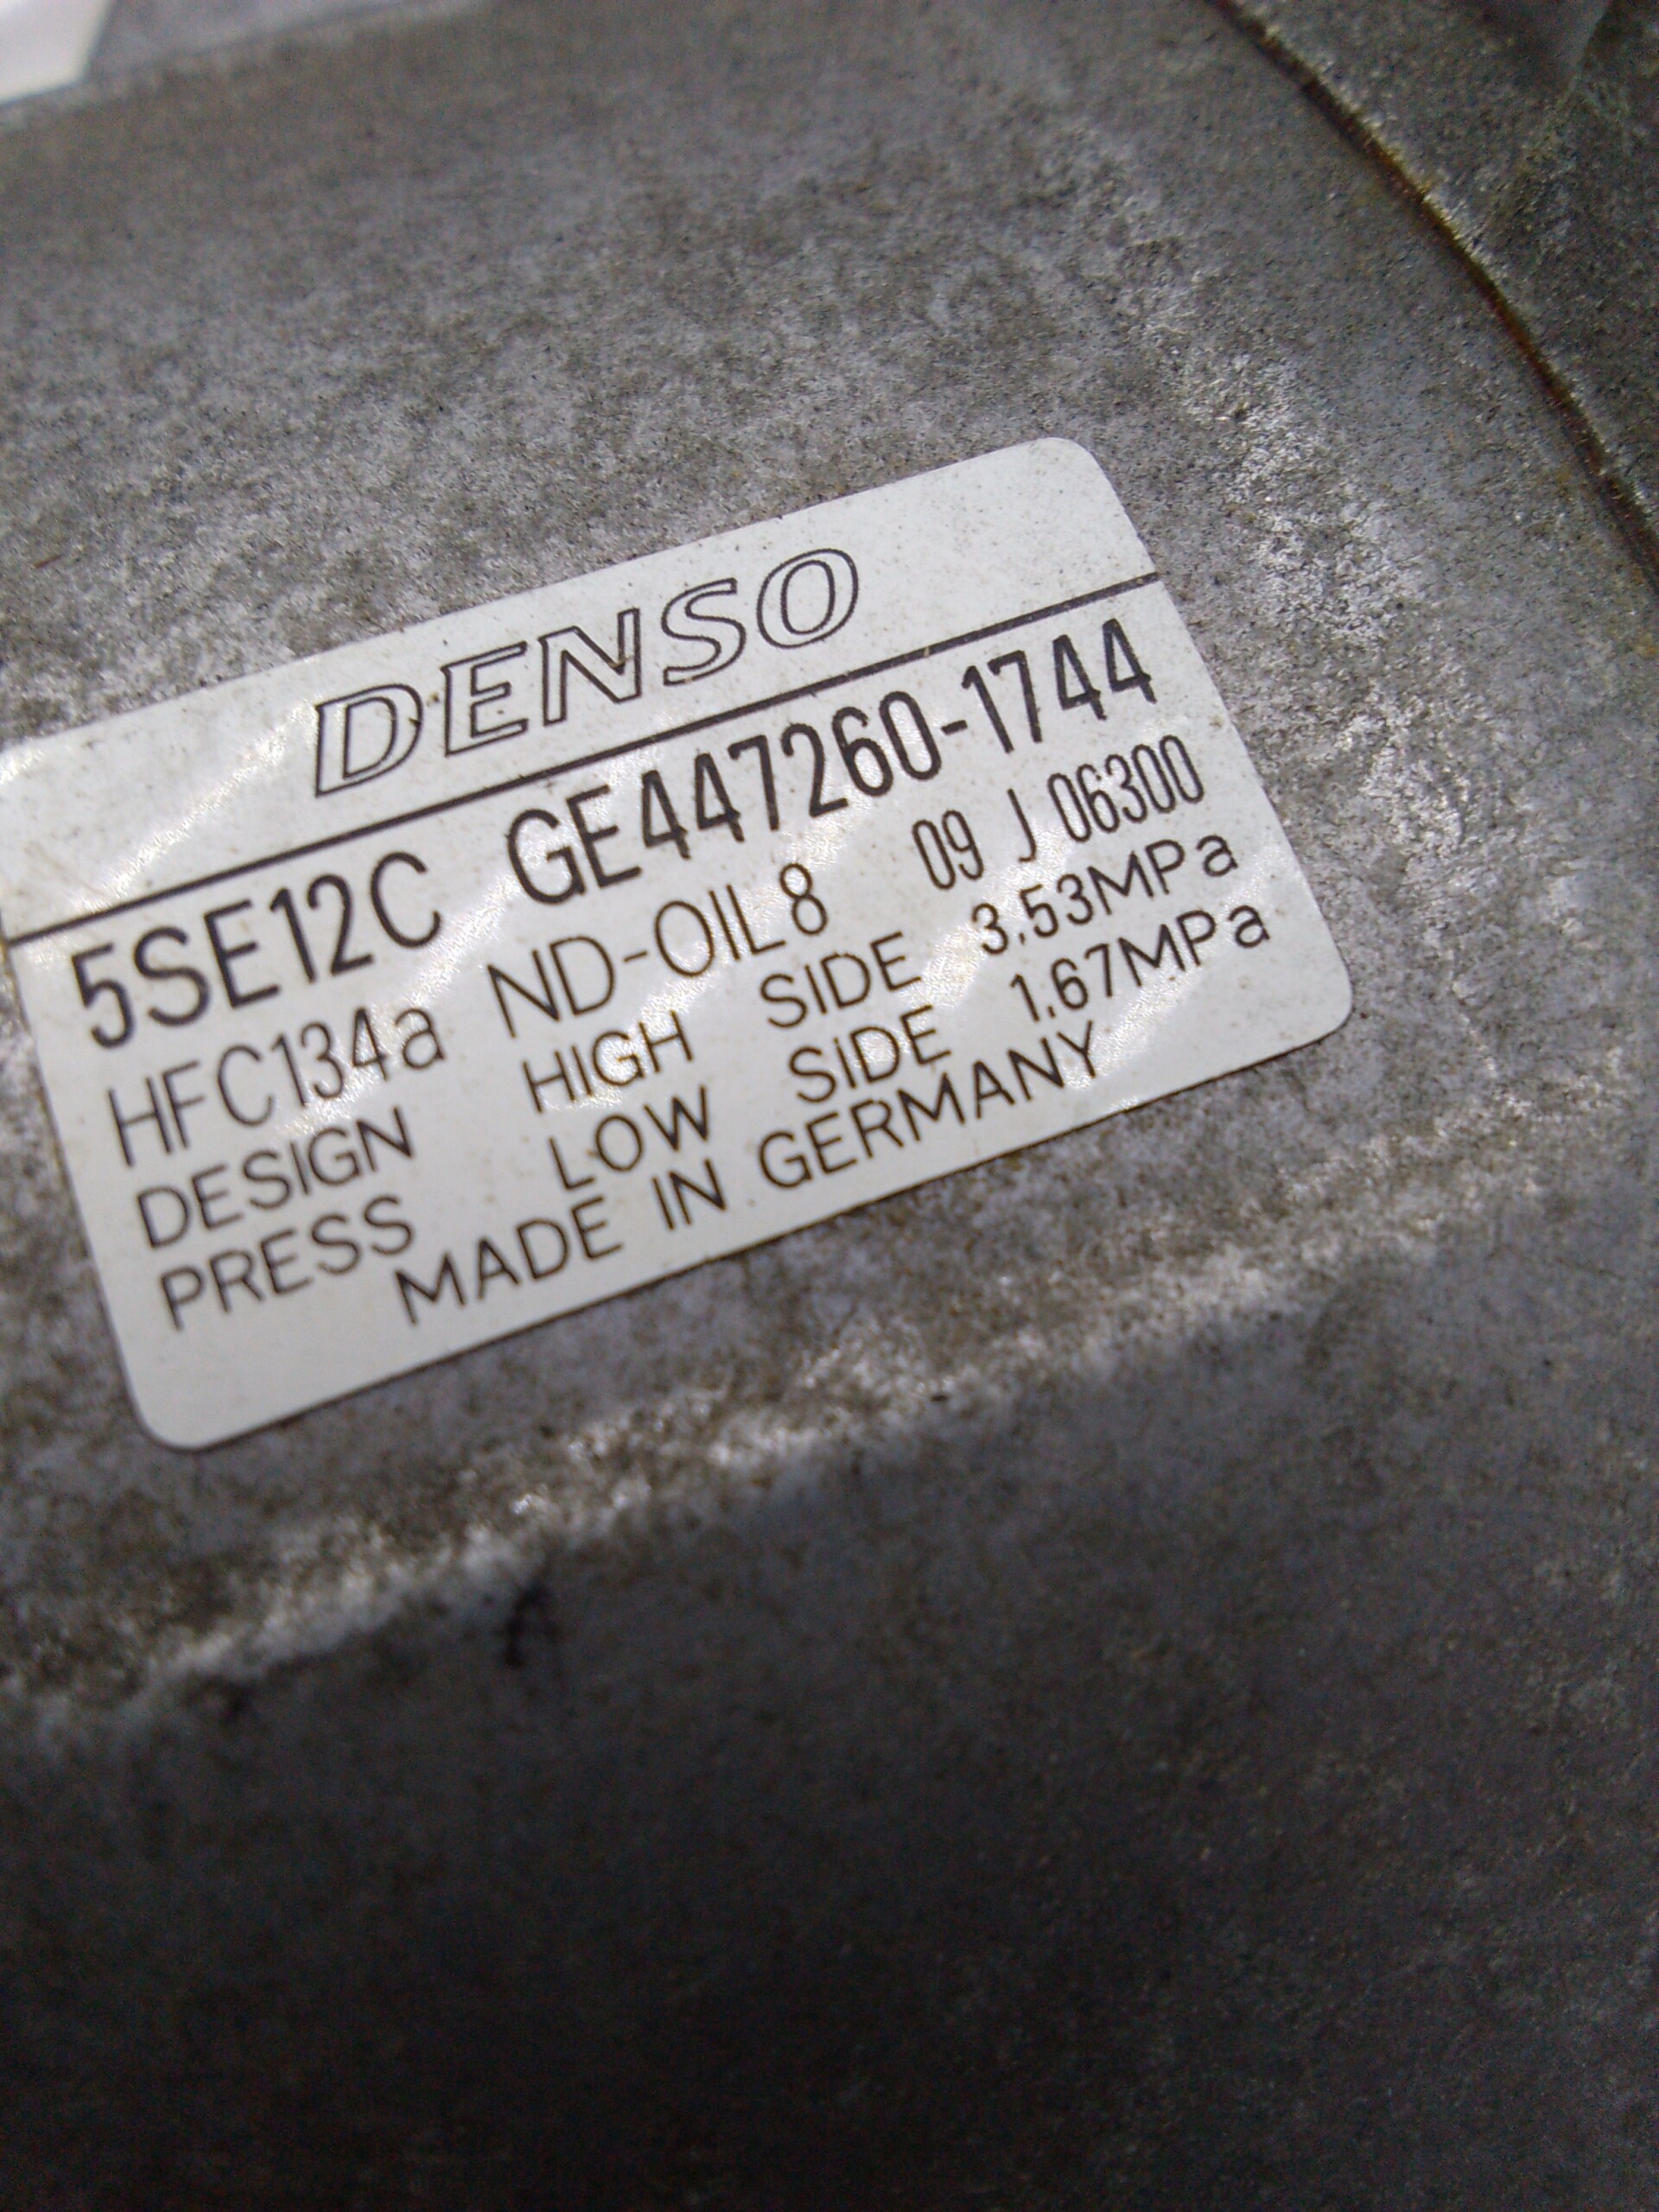 DENSO
5SE12C GE447260-1744
HFC134a ND-OIL8 09 J 06300
DESIGN HIGH SIDE 3.53MPa
PRESS LOW SIDE 1.67MPa
MADE IN GERMANY